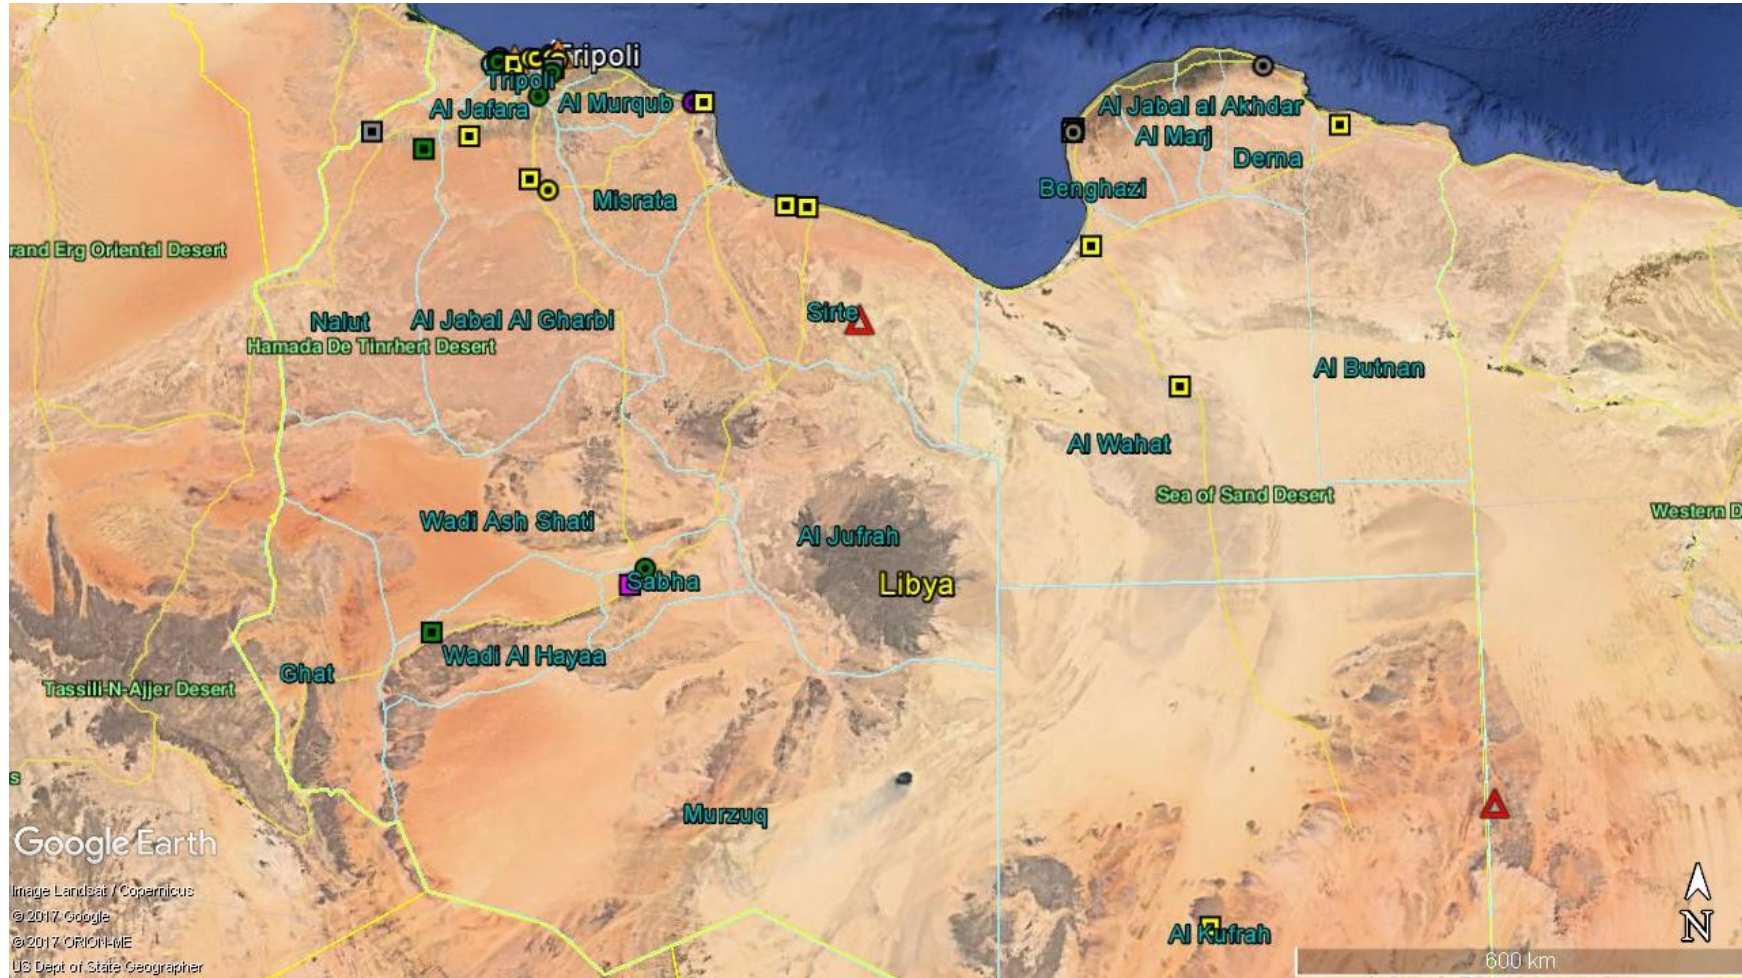 Tripoli
Tripoli
Al Jafara
Al Murqub
Al Jabal al Akhdar
Al Marj
Derna
Benghazi
Misrata
rand Erg Oriental Desert
Nalut
Al Jabal Al Gharbi
Sirte
Hamada De Tinrhert Desert
Al Butnan
Al Wahat
Sea of Sand Desert
Western D
Wadi Ash Shati
Al Jufrah
Libya
Sabha
Wadi Al Hayaa
Ghat
Tassili-N-Ajjer Desert
s
Murzuq
Al Kufrah
Google Earth
Image Landsat / Copernicus
© 2017 Google
© 2017 ORION-ME
US Dept of State Geographer
N
600 km